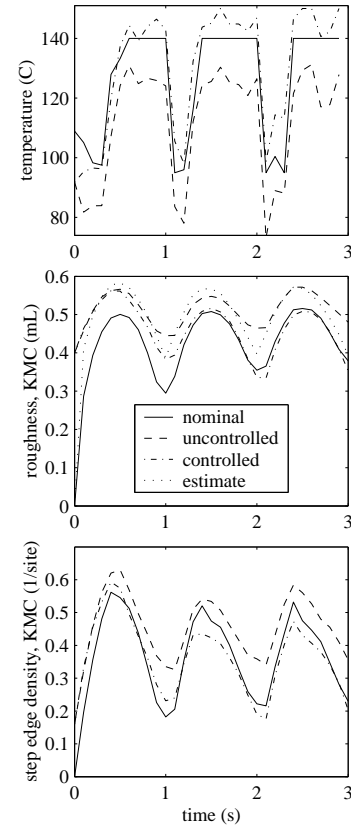 140
120
100
80
temperature (C)
0 1 2 3
0.6
0.5
0.4
0.3
0.2
0.1
0
roughness, KMC (mL)
nominal
uncontrolled
controlled
estimate
0 1 2 3
0.6
0.5
0.4
0.3
0.2
0.1
0
step edge density, KMC (1/site)
0 1 2 3
time (s)